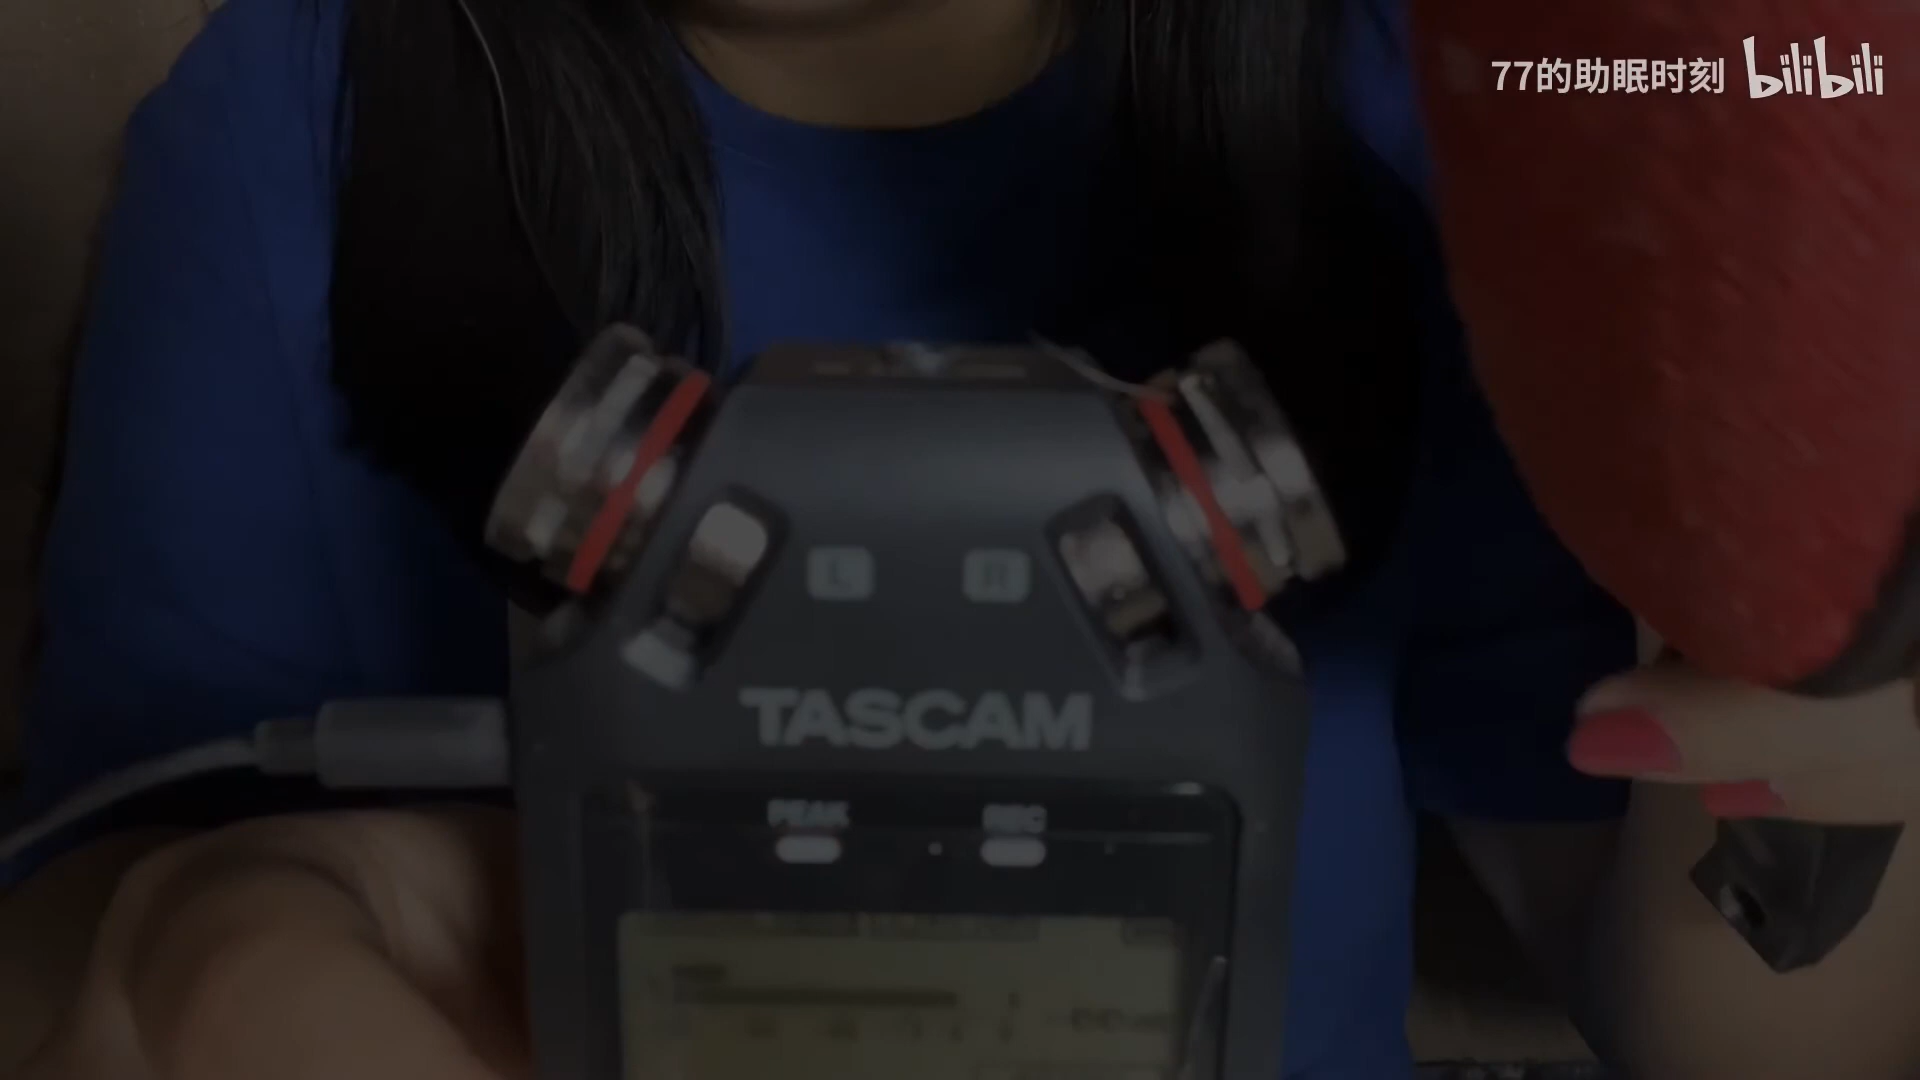 77的助眠时刻 bilibili
L R
TASCAM
PEAK REC